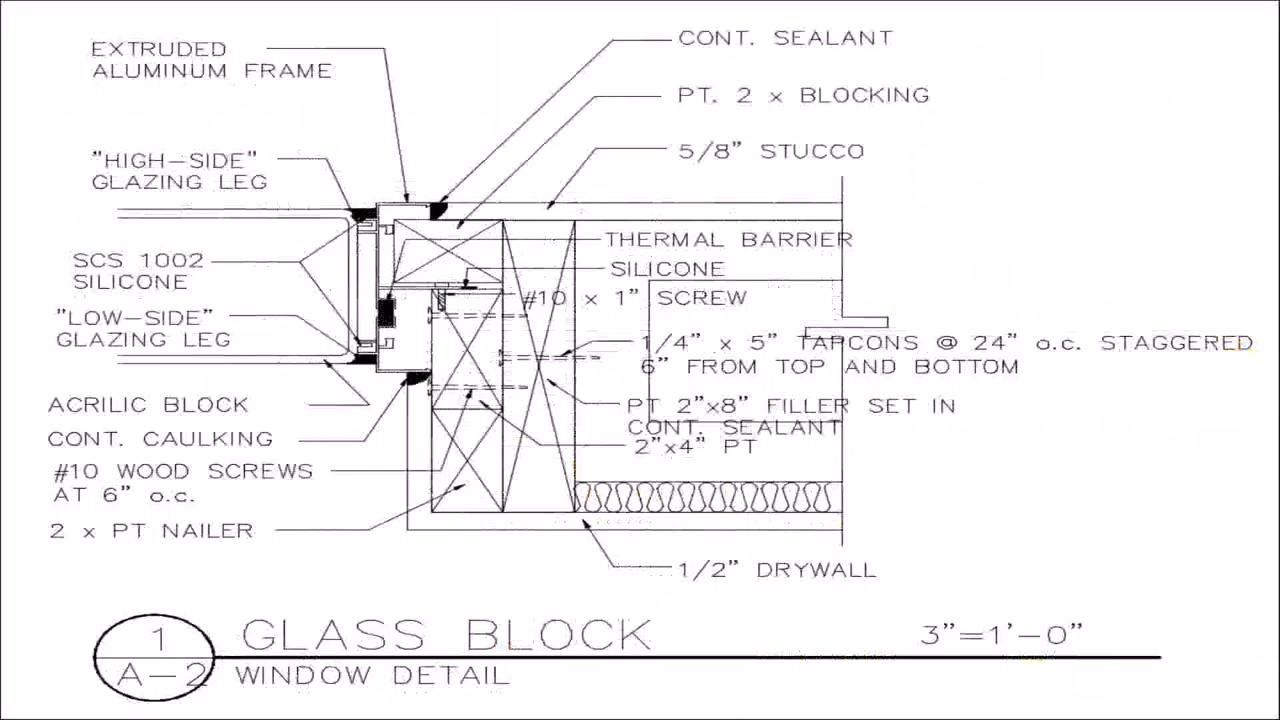 EXTRUDED
ALUMINUM FRAME
"HIGH-SIDE"
GLAZING LEG
SCS 1002
SILICONE
"LOW-SIDE"
GLAZING LEG
ACRILIC BLOCK
CONT. CAULKING
#10 WOOD SCREWS
AT 6" o.c.
2 x PT NAILER
CONT. SEALANT
PT. 2 x BLOCKING
5/8" STUCCO
THERMAL BARRIER
SILICONE
#10 x 1" SCREW
1/4" x 5" TAPCONS @ 24" o.c. STAGGERED
6" FROM TOP AND BOTTOM
PT 2"x8" FILLER SET IN
CONT. SEALANT
2"x4" PT
1/2" DRYWALL
1
A-2
GLASS BLOCK
WINDOW DETAIL
3"=1'-0"